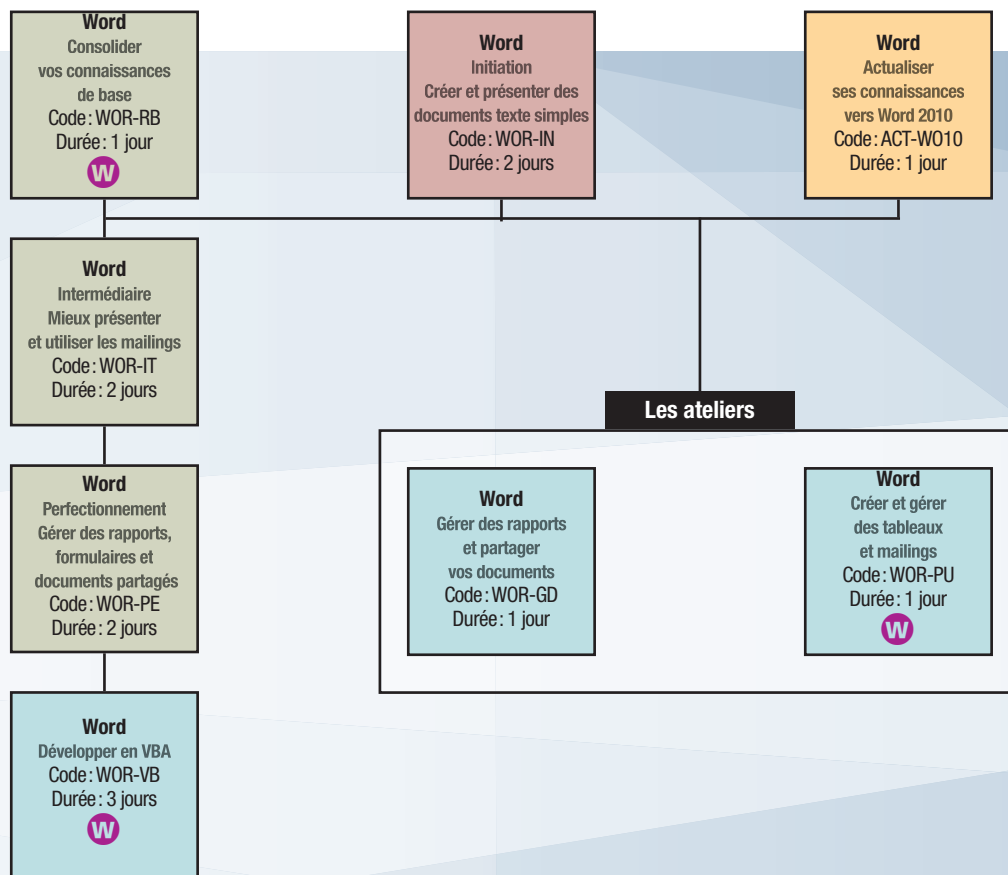 Word
Consolider
vos connaissances
de base
Code : WOR-RB
Durée : 1 jour
W
Word
Initiation
Créer et présenter des
documents texte simples
Code : WOR-IN
Durée : 2 jours
Word
Actualiser
ses connaissances
vers Word 2010
Code : ACT-WO10
Durée : 1 jour
Word
Intermédiaire
Mieux présenter
et utiliser les mailings
Code : WOR-IT
Durée : 2 jours
Les ateliers
Word
Perfectionnement
Gérer des rapports,
formulaires et
documents partagés
Code : WOR-PE
Durée : 2 jours
Word
Gérer des rapports
et partager
vos documents
Code : WOR-GD
Durée : 1 jour
Word
Créer et gérer
des tableaux
et mailings
Code : WOR-PU
Durée : 1 jour
W
Word
Développer en VBA
Code : WOR-VB
Durée : 3 jours
W